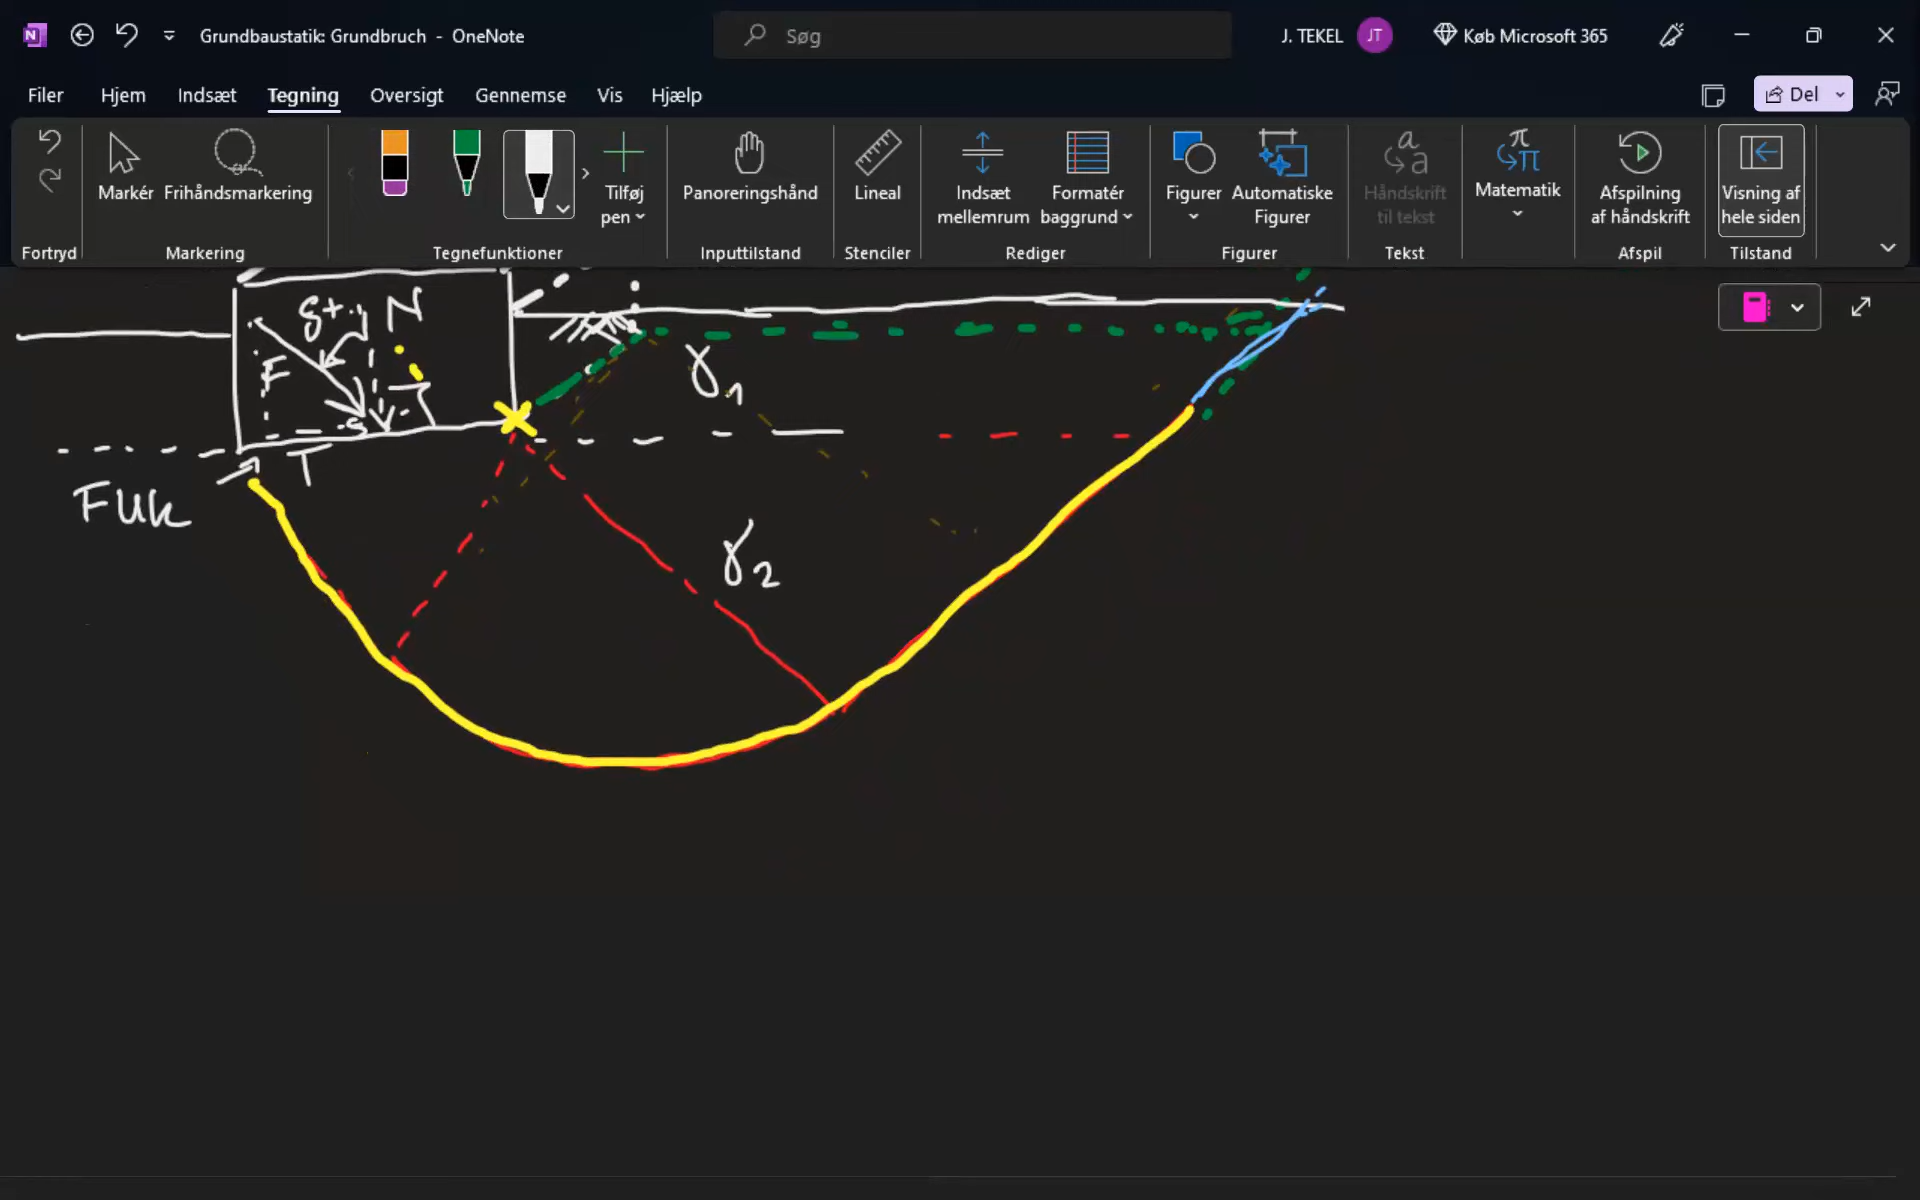 Grundbaustatik: Grundbruch - OneNote
Søg
J. TEKEL
JT
Køb Microsoft 365
Filer Hjem Indsæt Tegning Oversigt Gennemse Vis Hjælp
Del
Markér
Frihåndsmarkering
Tilføj
pen
Panoreringshånd
Lineal
Indsæt
mellemrum
Formatér
baggrund
Figurer
Automatiske
Figurer
Håndskrift
til tekst
Matematik
Afspilning
af håndskrift
Visning af
hele siden
Fortryd
Markering
Tegnefunktioner
Inputtilstand
Stenciler
Rediger
Figurer
Tekst
Afspil
Tilstand
N
F
T
γ1
FUK
γ2